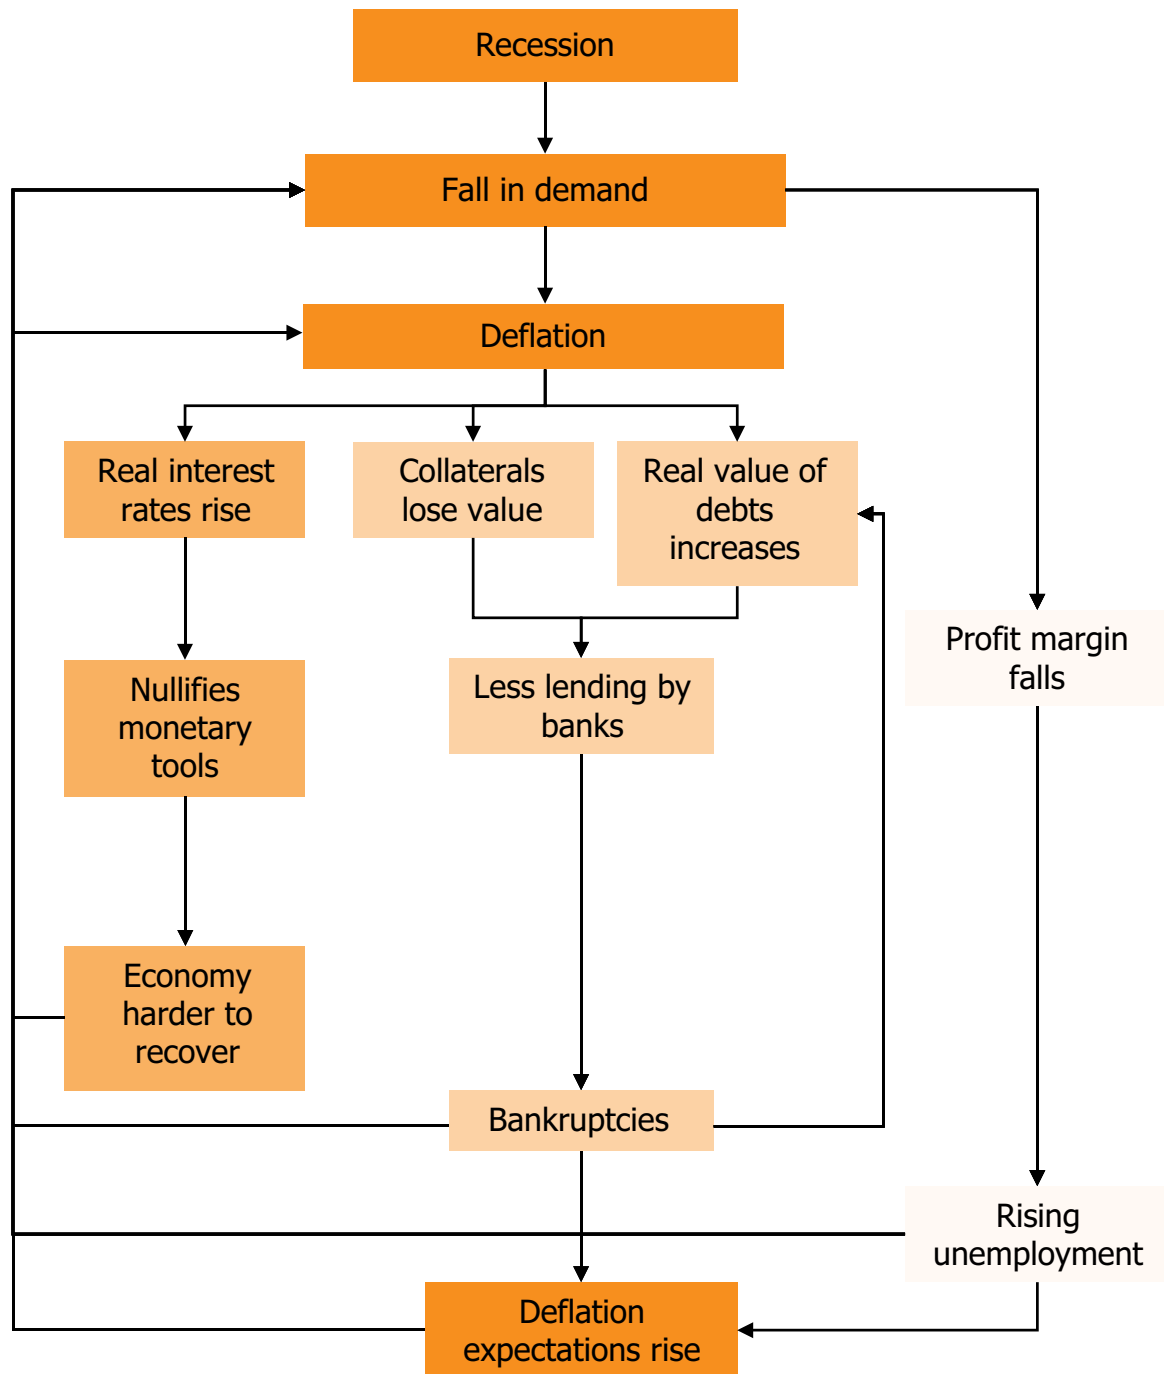 Recession
Fall in demand
Deflation
Real interest
rates rise
Collaterals
lose value
Real value of
debts
increases
Profit margin
falls
Nullifies
monetary
tools
Less lending by
banks
Economy
harder to
recover
Bankruptcies
Rising
unemployment
Deflation
expectations rise